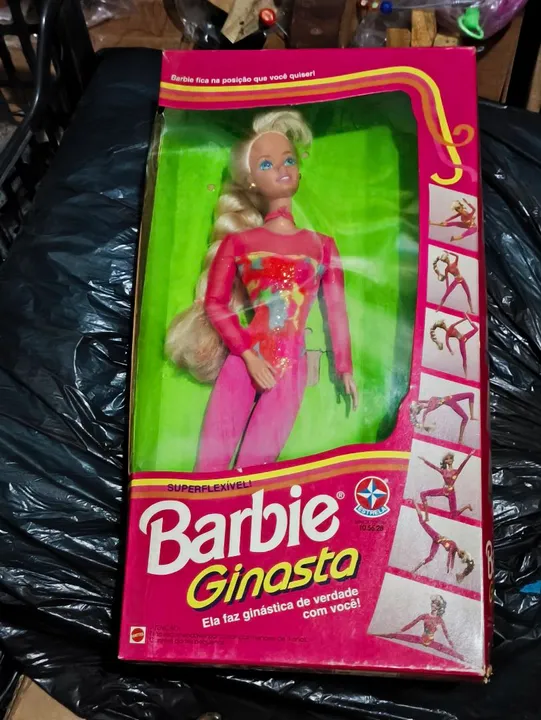 Barbie fica na posição que você quiser!
SUPERFLEXÍVEL!
Barbie®
ESTRELA
Ginasta
Ela faz ginástica de verdade
com você!